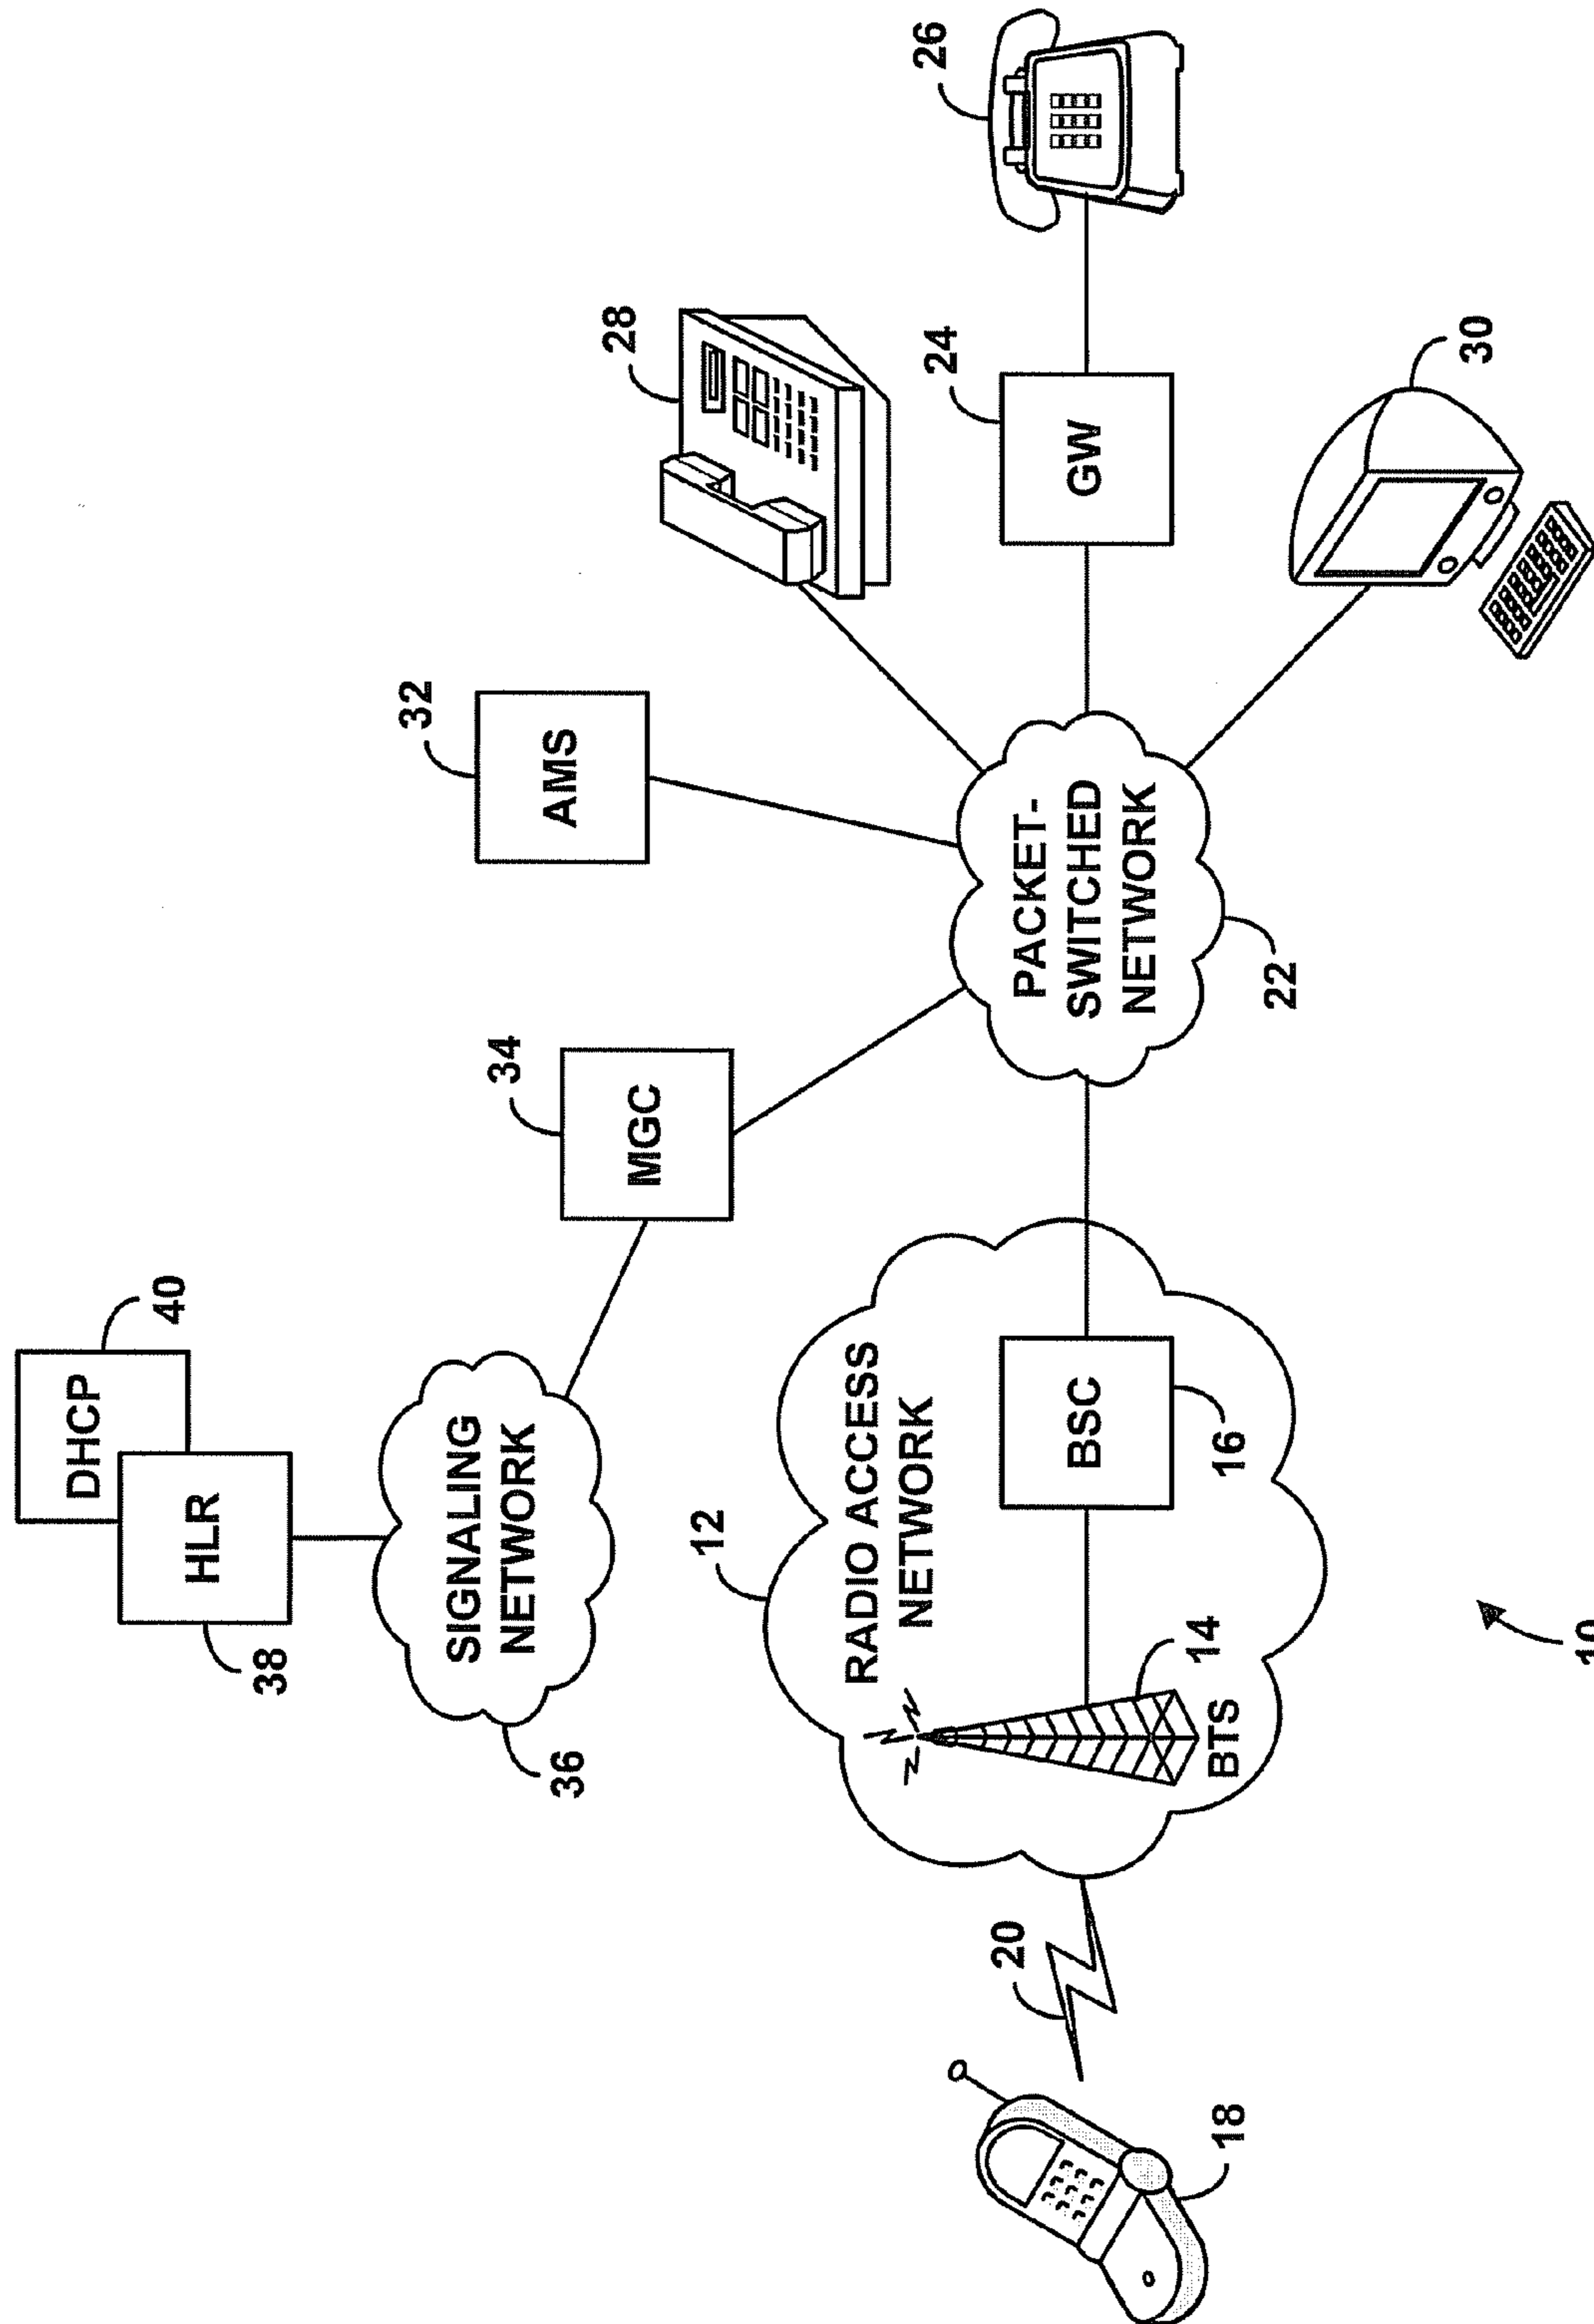 DHCP
40
HLR
38
SIGNALING
NETWORK
36
34
MGC
32
AMS
28
26
24
GW
12
RADIO ACCESS
NETWORK
BSC
16
14
BTS
20
18
PACKET-
SWITCHED
NETWORK
22
30
10